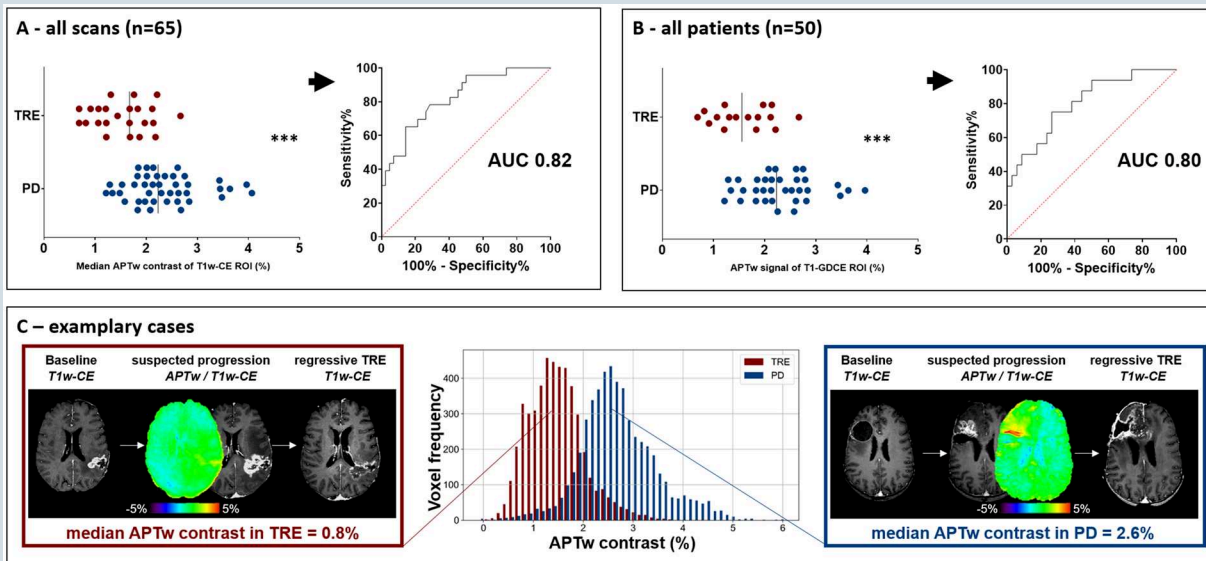 A - all scans (n=65)
TRE
PD
***
0 1 2 3 4 5
Median APTw contrast of T1w-CE ROI (%)
Sensitivity%
100
80
60
40
20
0
AUC 0.82
0 20 40 60 80 100
100% - Specificity%
B - all patients (n=50)
TRE
PD
***
0 1 2 3 4 5
APTw signal of T1-GDCE ROI (%)
Sensitivity%
100
80
60
40
20
0
AUC 0.80
0 20 40 60 80 100
100% - Specificity%
C – examplary cases
Baseline
T1w-CE
suspected progression
APTw / T1w-CE
regressive TRE
T1w-CE
-5% 5%
median APTw contrast in TRE = 0.8%
Voxel frequency
400
300
200
100
0
TRE
PD
0 1 2 3 4 5 6
APTw contrast (%)
Baseline
T1w-CE
suspected progression
APTw / T1w-CE
regressive TRE
T1w-CE
-5% 5%
median APTw contrast in PD = 2.6%